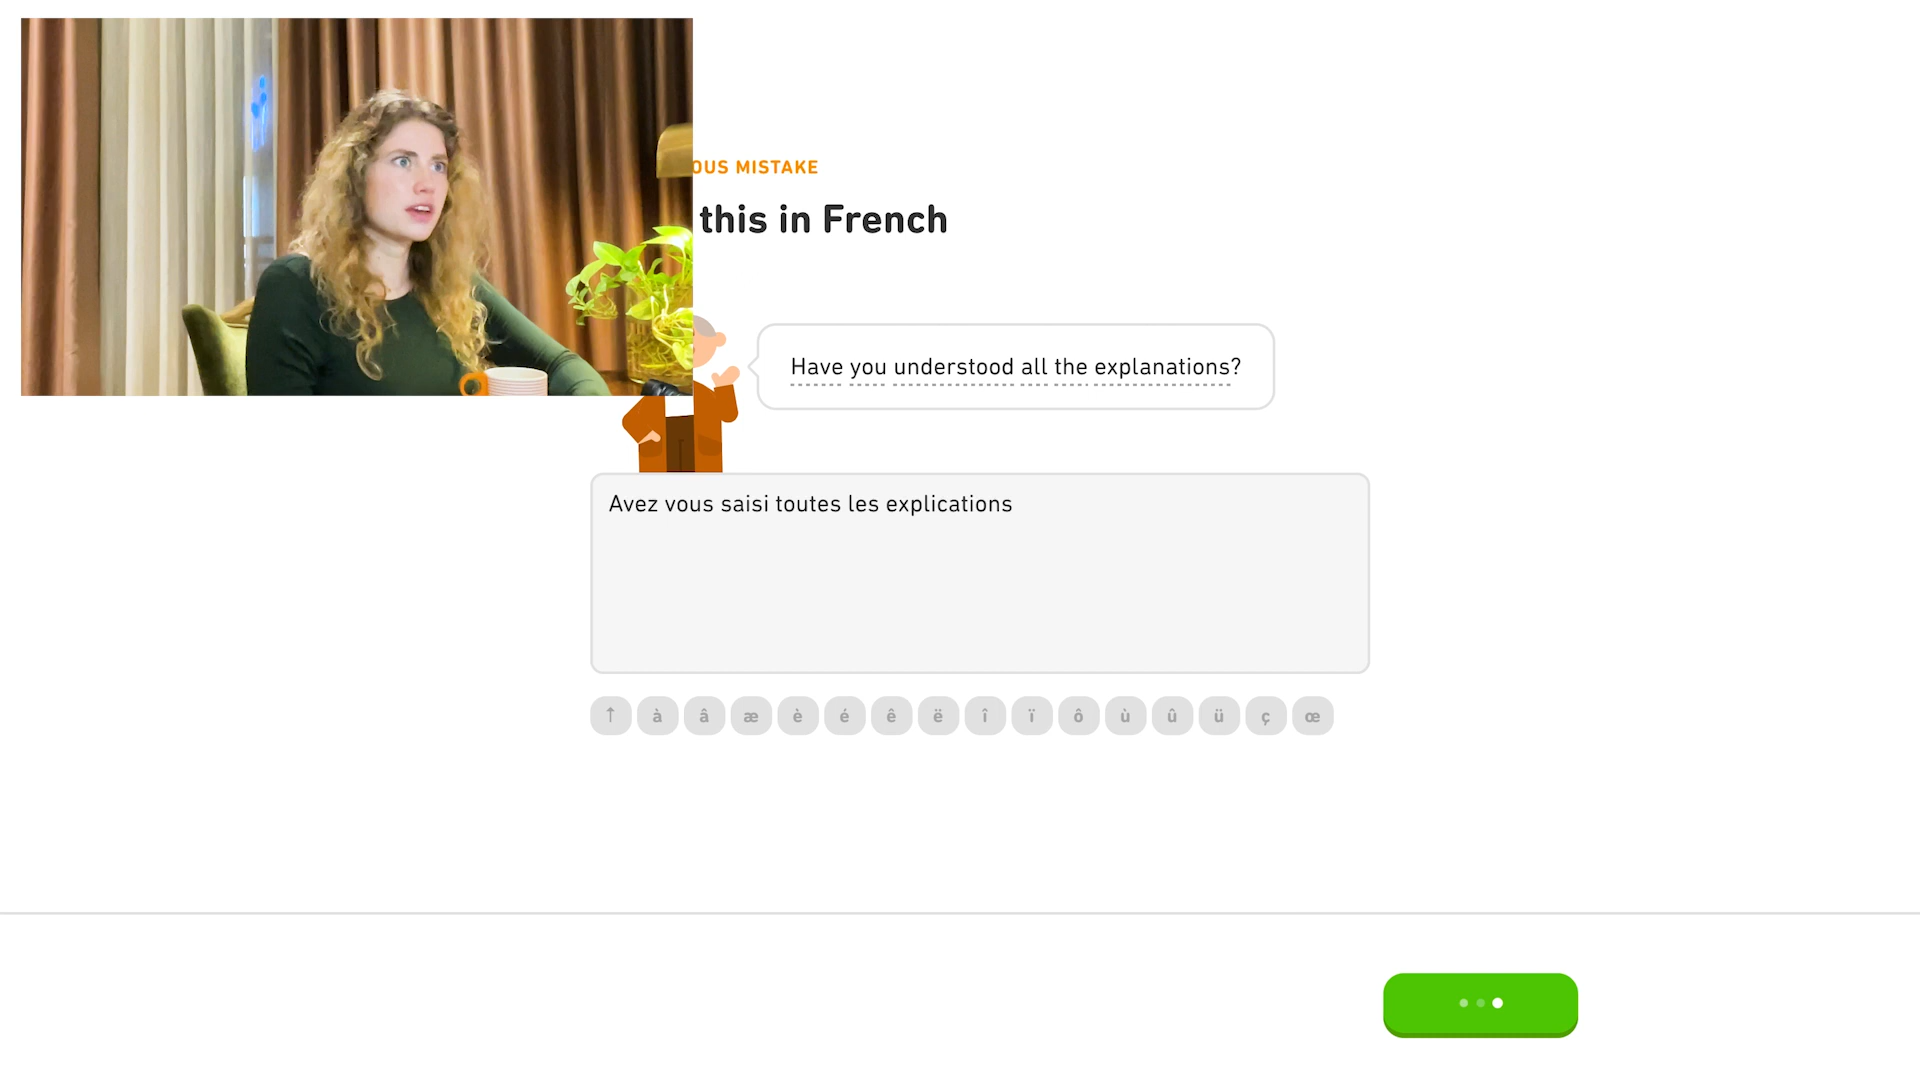 OUS MISTAKE
this in French
Have you understood all the explanations?
Avez vous saisi toutes les explications
↑ à â æ è é ê ë î ï ô ù û ü ç œ